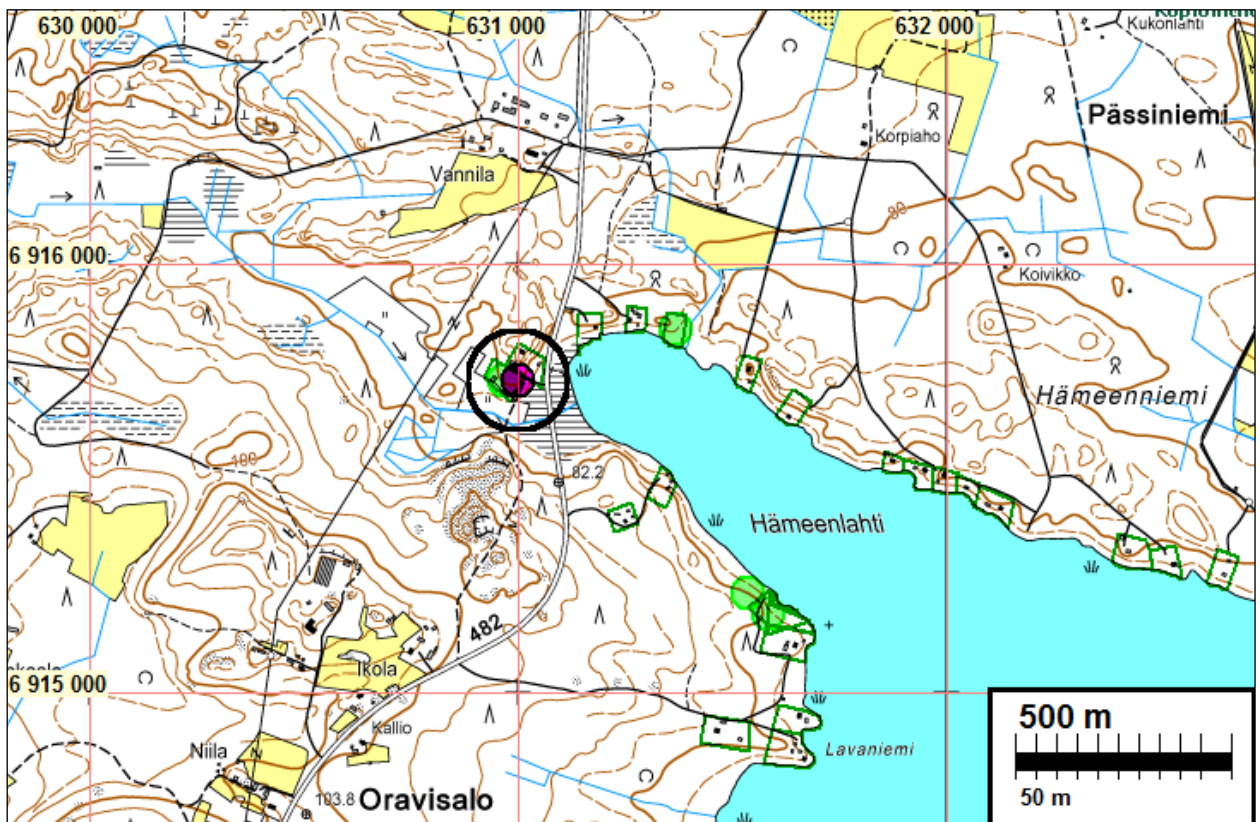 630 000
631 000
632 000
Kukonlahti
Pässiniemi
Korpiaho
Vannila
80
6 916 000
Koivikko
Hämeenniemi
100
82.2
Hämeenlahti
482
Ikola
6 915 000
Kallio
Niila
Lavaniemi
103.8
Oravisalo
500 m
50 m